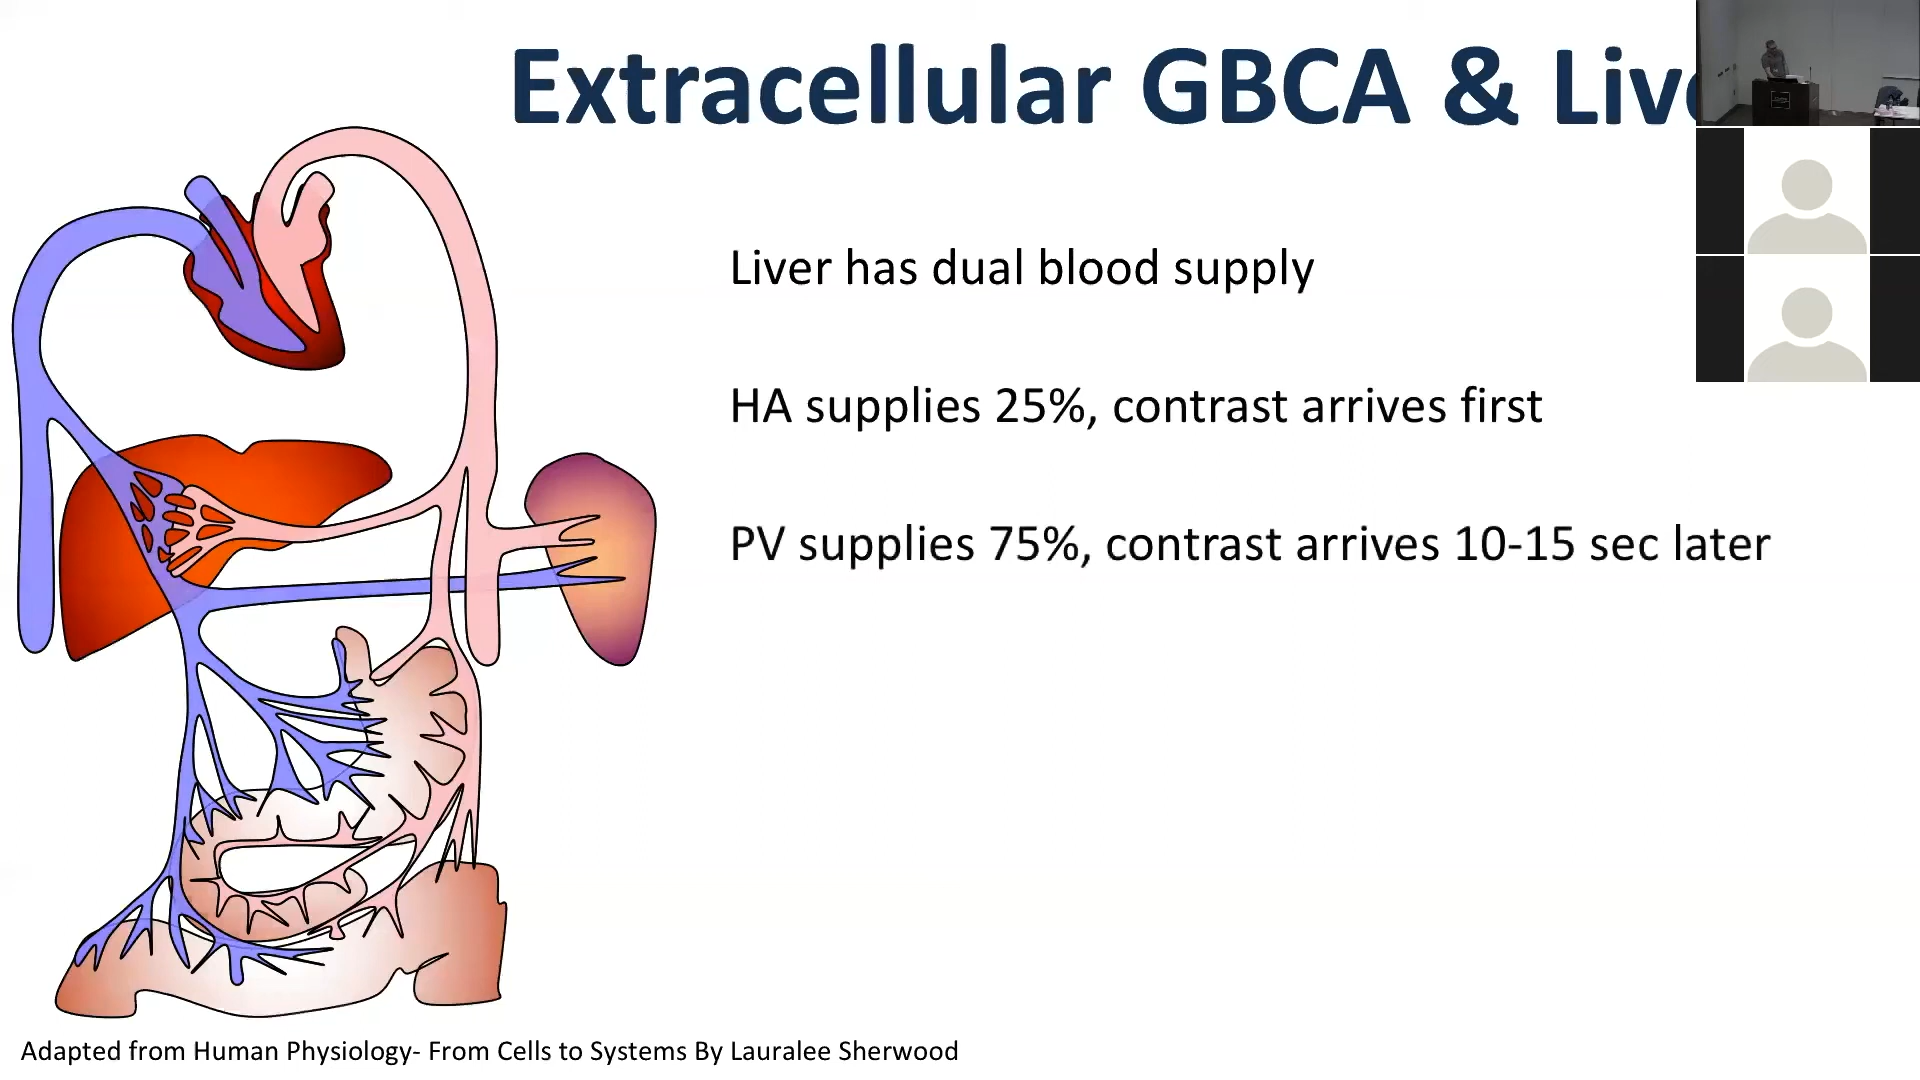 Extracellular GBCA & Live
Liver has dual blood supply
HA supplies 25%, contrast arrives first
PV supplies 75%, contrast arrives 10-15 sec later
Adapted from Human Physiology- From Cells to Systems By Lauralee Sherwood